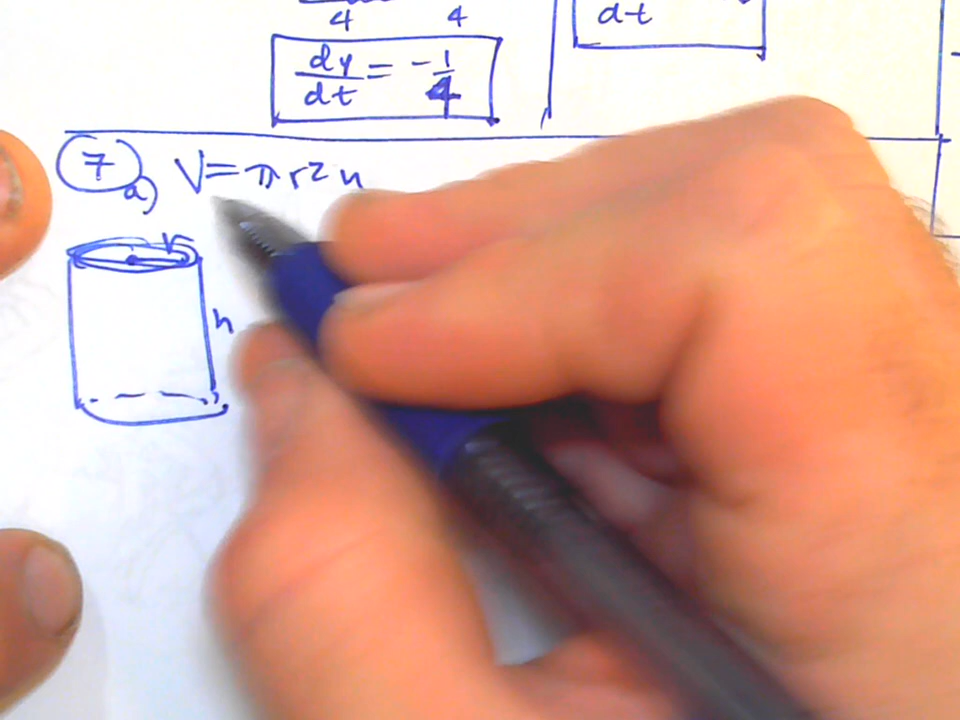 4 4
dy/dt = -1/4
dt
7 a) V = πr²h
r
h